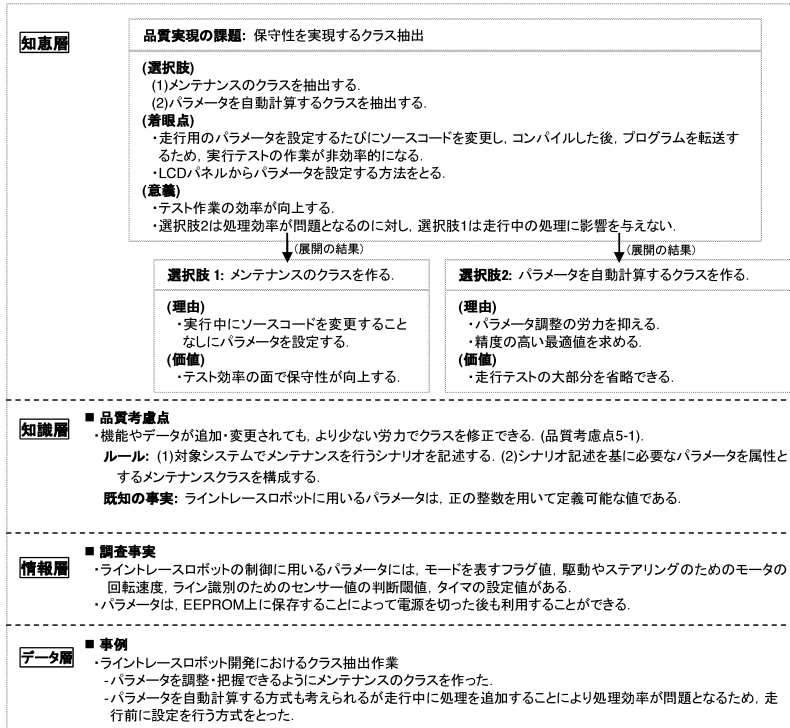 知恵層
品質実現の課題: 保守性を実現するクラス抽出
(選択肢)
(1)メンテナンスのクラスを抽出する.
(2)パラメータを自動計算するクラスを抽出する.
(着眼点)
・走行用のパラメータを設定するたびにソースコードを変更し, コンパイルした後, プログラムを転送す
るため, 実行テストの作業が非効率的になる.
・LCDパネルからパラメータを設定する方法をとる.
(意義)
・テスト作業の効率が向上する.
・選択肢2は処理効率が問題となるのに対し, 選択肢1は走行中の処理に影響を与えない.
(展開の結果)
(展開の結果)
選択肢 1: メンテナンスのクラスを作る.
(理由)
・実行中にソースコードを変更すること
なしにパラメータを設定する.
(価値)
・テスト効率の面で保守性が向上する.
選択肢2: パラメータを自動計算するクラスを作る.
(理由)
・パラメータ調整の労力を抑える.
・精度の高い最適値を求める.
(価値)
・走行テストの大部分を省略できる.
知識層
■ 品質考慮点
・機能やデータが追加・変更されても, より少ない労力でクラスを修正できる. (品質考慮点5-1).
ルール: (1)対象システムでメンテナンスを行うシナリオを記述する. (2)シナリオ記述を基に必要なパラメータを属性と
するメンテナンスクラスを構成する.
既知の事実: ライントレースロボットに用いるパラメータは, 正の整数を用いて定義可能な値である.
情報層
■ 調査事実
・ライントレースロボットの制御に用いるパラメータには, モードを表すフラグ値, 駆動やステアリングのためのモータの
回転速度, ライン識別のためのセンサー値の判断閾値, タイマの設定値がある.
・パラメータは, EEPROM上に保存することによって電源を切った後も利用することができる.
データ層
■ 事例
・ライントレースロボット開発におけるクラス抽出作業
-パラメータを調整・把握できるようにメンテナンスのクラスを作った.
-パラメータを自動計算する方式も考えられるが走行中に処理を追加することにより処理効率が問題となるため, 走
行前に設定を行う方式をとった.